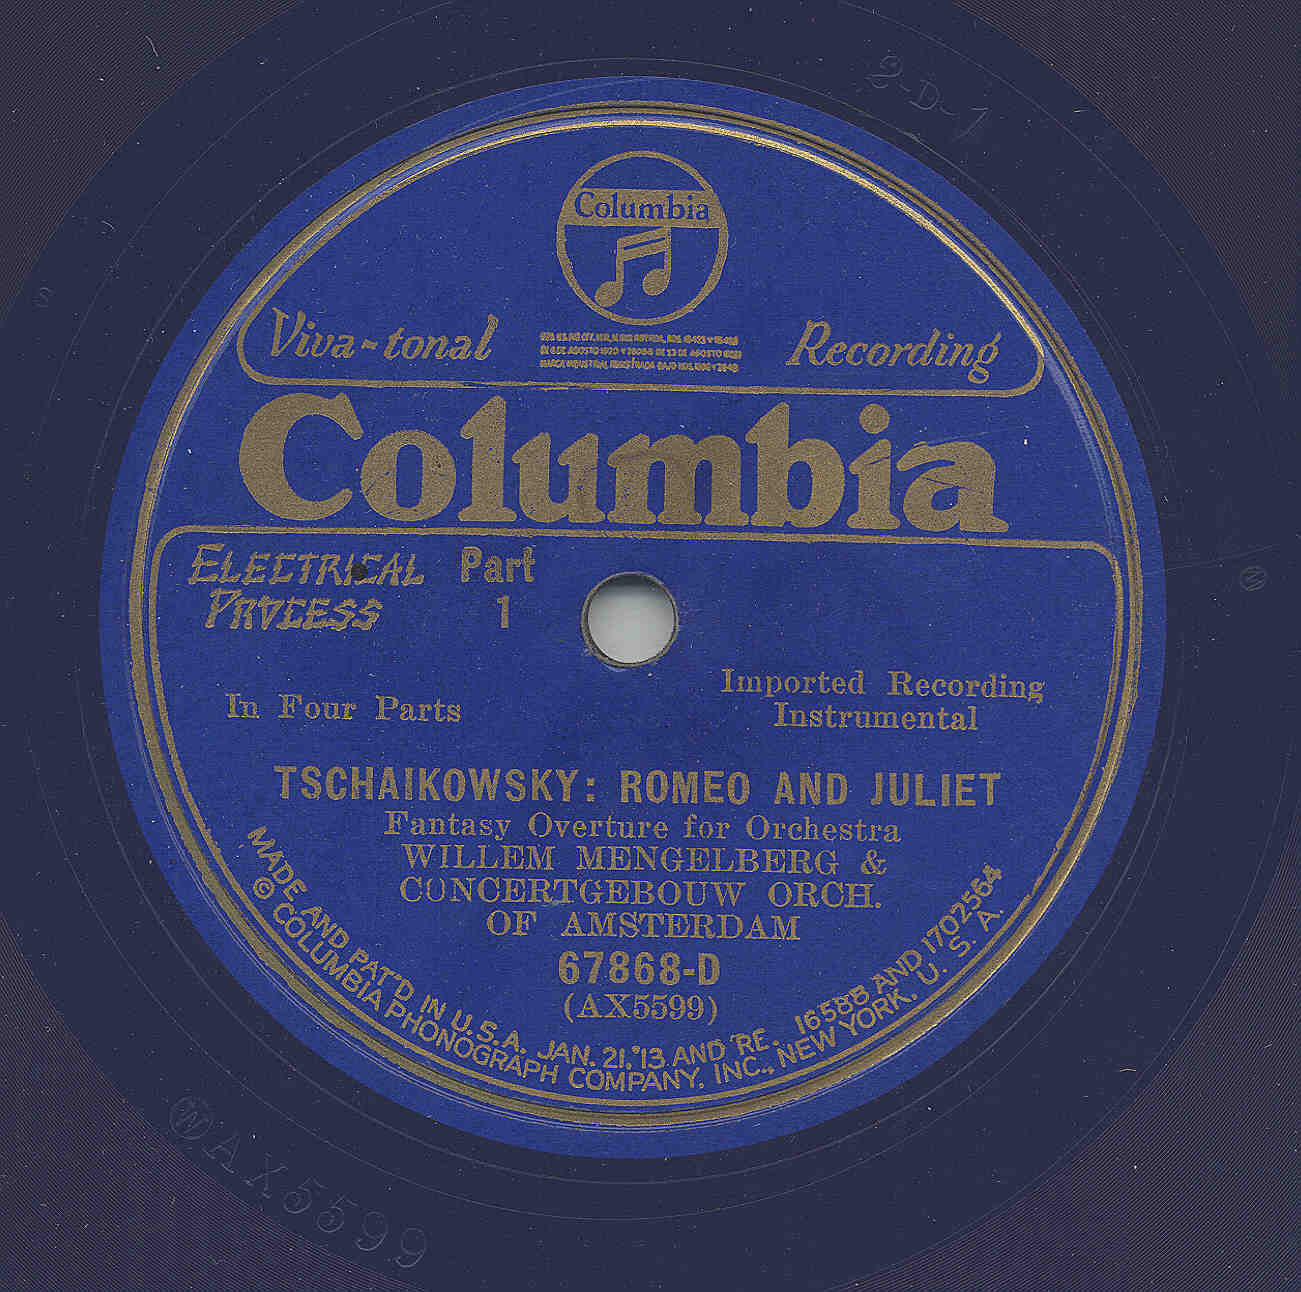 2-D-1
Columbia
Viva-tonal
Recording
Columbia
ELECTRICAL
PROCESS
Part
1
In Four Parts
Imported Recording
Instrumental
TSCHAIKOWSKY: ROMEO AND JULIET
Fantasy Overture for Orchestra
WILLEM MENGELBERG &
CONCERTGEBOUW ORCH.
OF AMSTERDAM
67868-D
(AX5599)
MADE AND PAT'D IN U.S.A. JAN. 21, '13 AND RE. 16588 AND 1702564
© COLUMBIA PHONOGRAPH COMPANY, INC., NEW YORK, U. S. A.
W AX5599